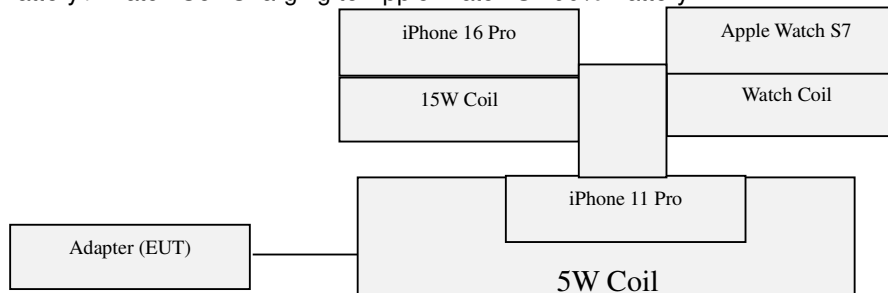 iPhone 16 Pro
Apple Watch S7
15W Coil
Watch Coil
iPhone 11 Pro
Adapter (EUT)
5W Coil